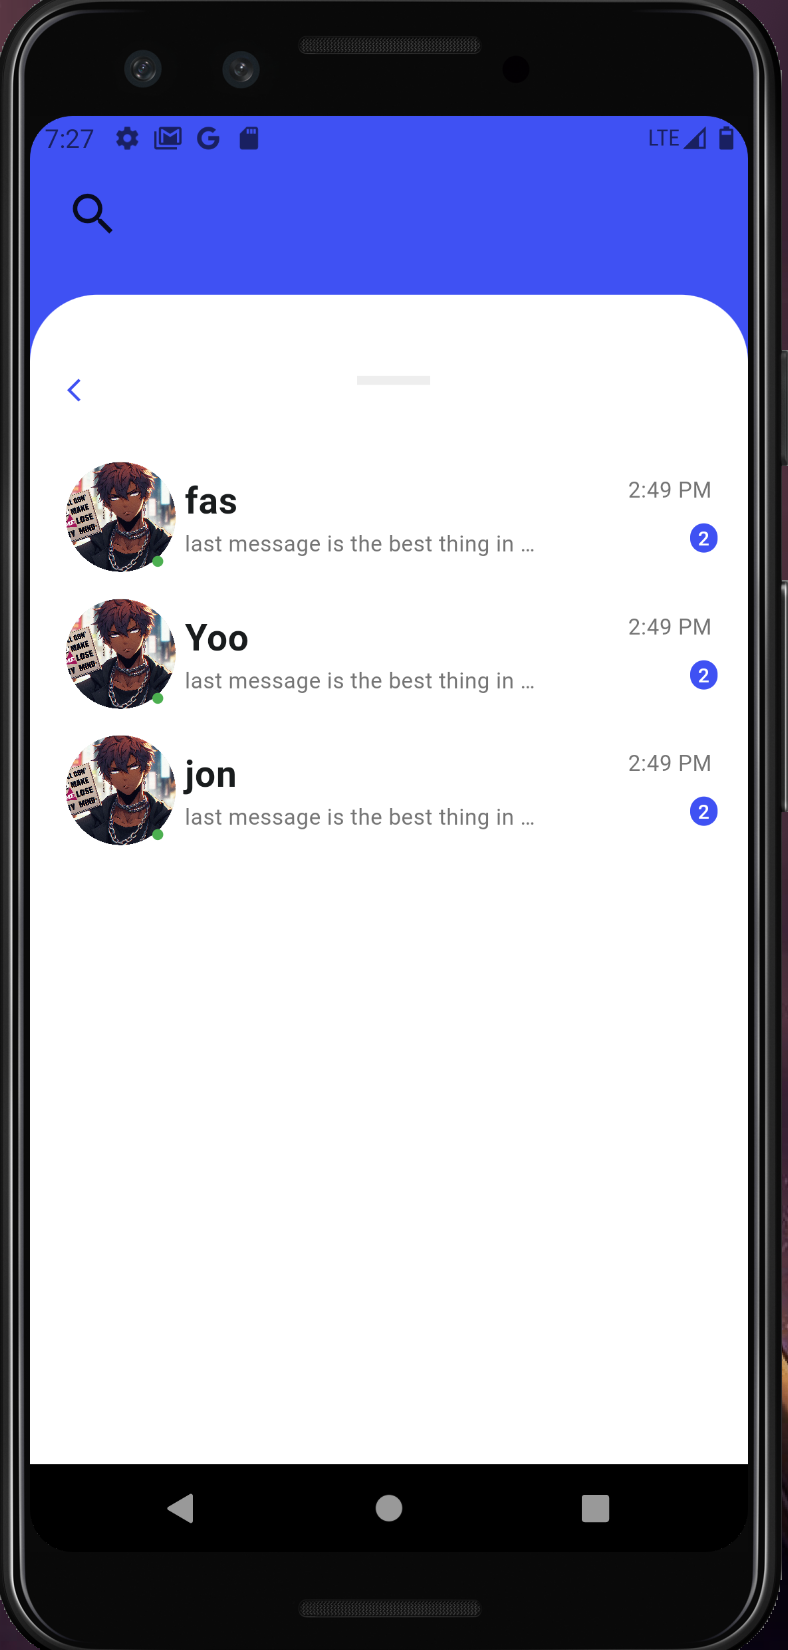 7:27 LTE
fas 2:49 PM
last message is the best thing in ... 2
Yoo 2:49 PM
last message is the best thing in ... 2
jon 2:49 PM
last message is the best thing in ... 2